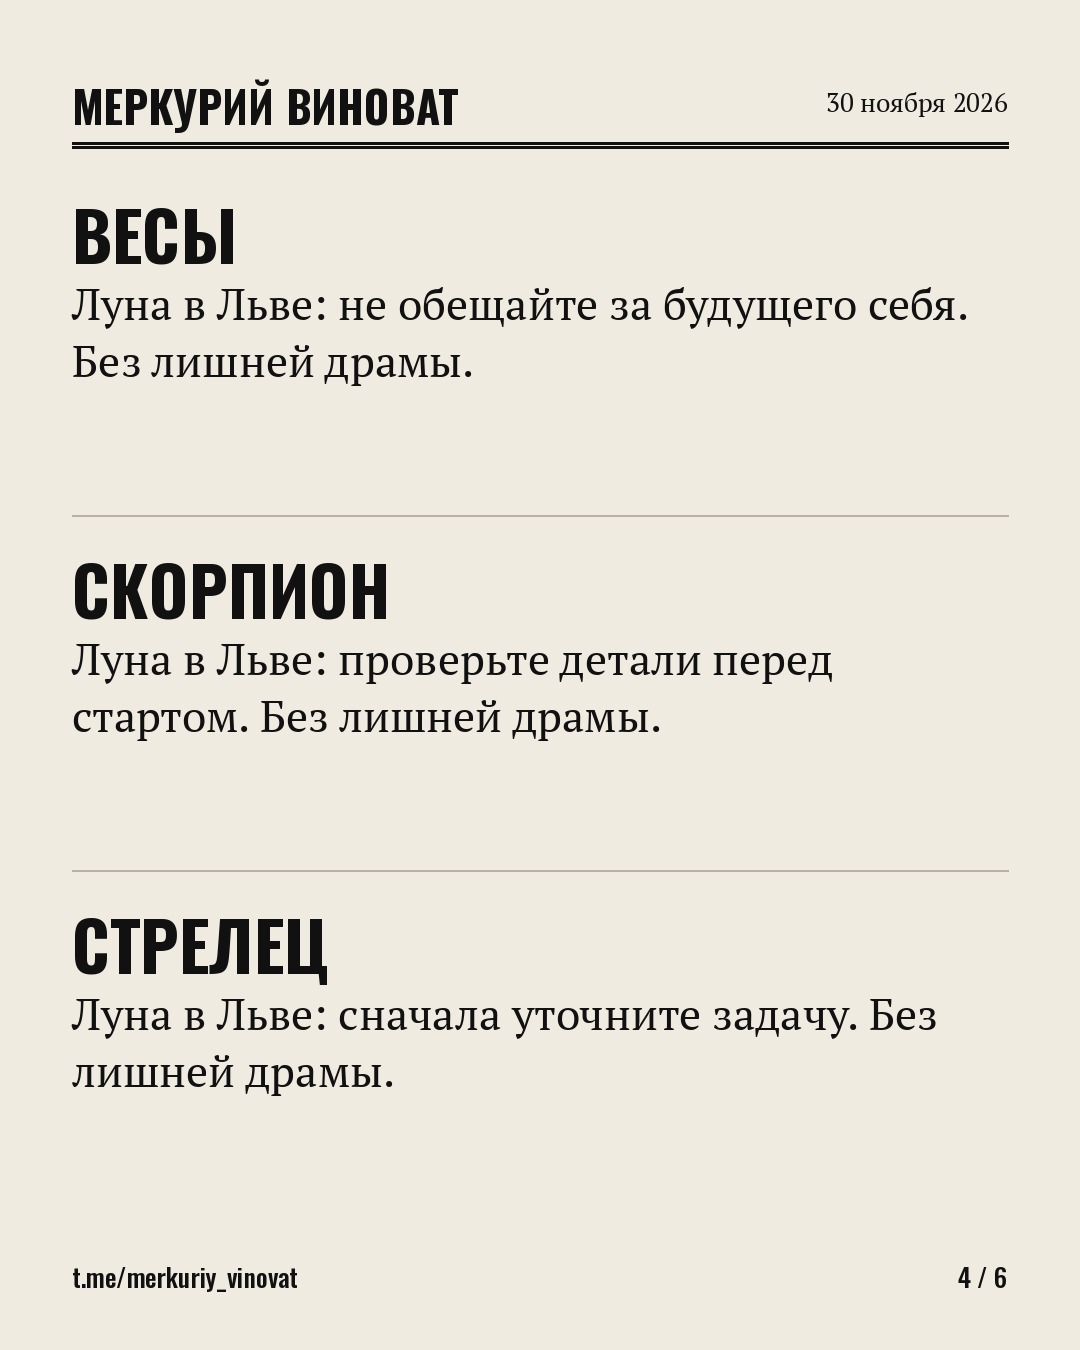 МЕРКУРИЙ ВИНОВАТ
30 ноября 2026
ВЕСЫ
Луна в Льве: не обещайте за будущего себя.
Без лишней драмы.
СКОРПИОН
Луна в Льве: проверьте детали перед
стартом. Без лишней драмы.
СТРЕЛЕЦ
Луна в Льве: сначала уточните задачу. Без
лишней драмы.
t.me/merkuriy_vinovat
4 / 6